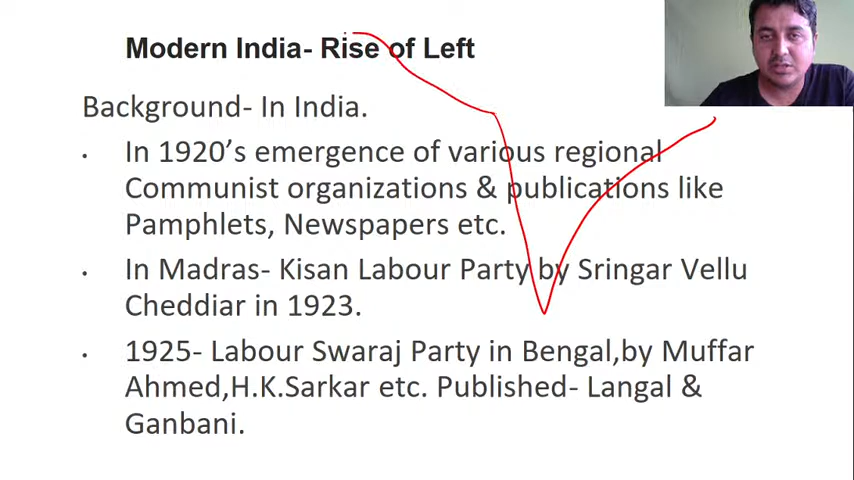 Modern India- Rise of Left
Background- In India.
• In 1920’s emergence of various regional
Communist organizations & publications like
Pamphlets, Newspapers etc.
• In Madras- Kisan Labour Party by Sringar Vellu
Cheddiar in 1923.
• 1925- Labour Swaraj Party in Bengal,by Muffar
Ahmed,H.K.Sarkar etc. Published- Langal &
Ganbani.